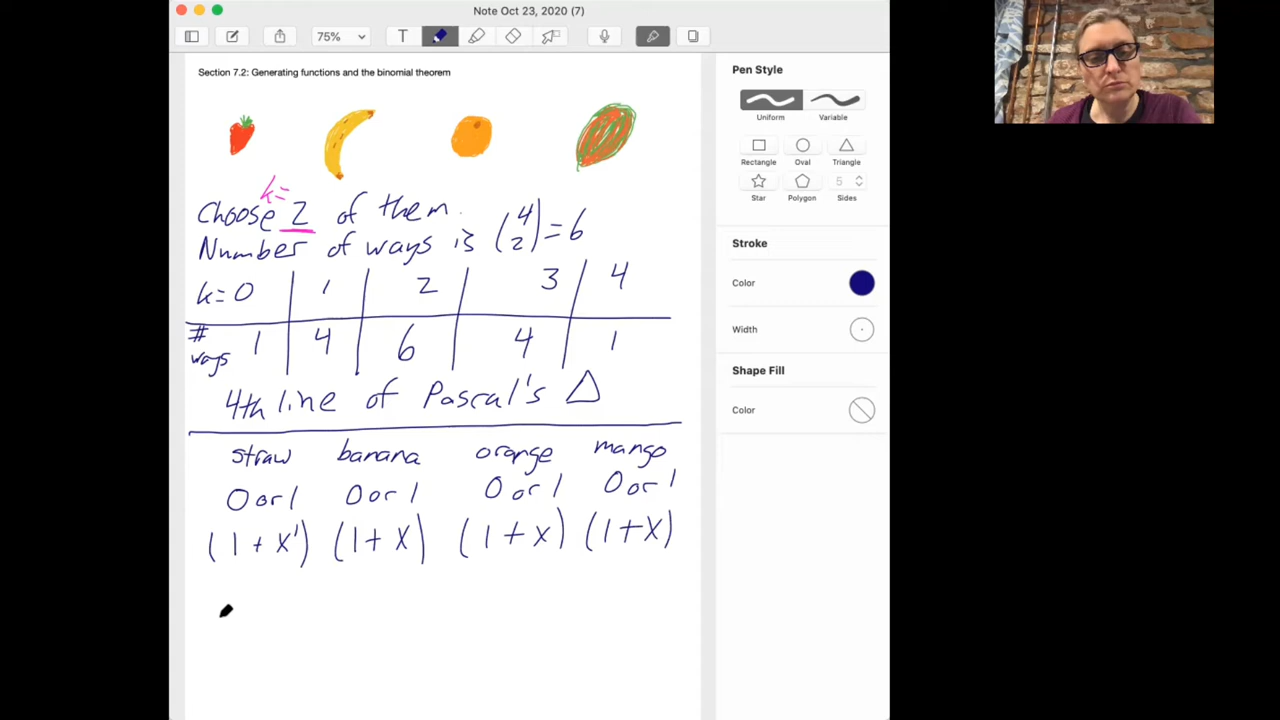 Note Oct 23, 2020 (7)
75%
T
Section 7.2: Generating functions and the binomial theorem
k=
Choose 2 of them.
Number of ways is (4 2) = 6
k=0 1 2 3 4
# ways 1 4 6 4 1
4th line of Pascal's △
straw banana orange mango
0 or 1 0 or 1 0 or 1 0 or 1
(1 + x¹) (1 + x) (1 + x) (1 + x)
Pen Style
Uniform Variable
Rectangle Oval Triangle
5
Star Polygon Sides
Stroke
Color
Width
Shape Fill
Color